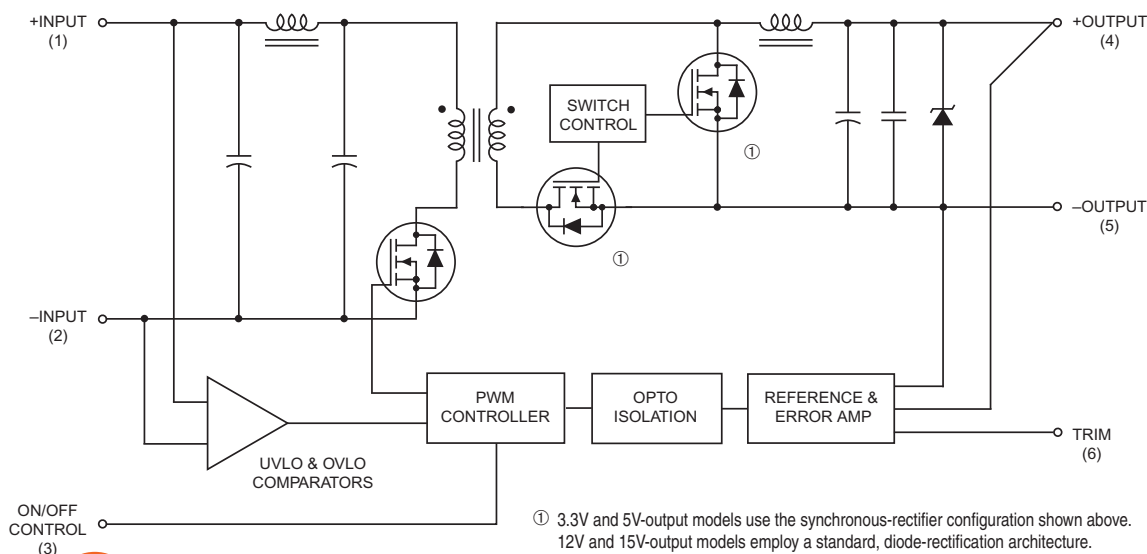 +INPUT
(1)
+OUTPUT
(4)
SWITCH
CONTROL
①
①
–OUTPUT
(5)
–INPUT
(2)
PWM
CONTROLLER
OPTO
ISOLATION
REFERENCE &
ERROR AMP
TRIM
(6)
UVLO & OVLO
COMPARATORS
ON/OFF
CONTROL
(3)
① 3.3V and 5V-output models use the synchronous-rectifier configuration shown above.
12V and 15V-output models employ a standard, diode-rectification architecture.